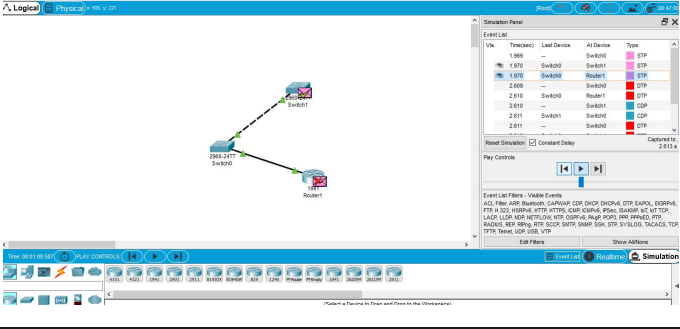 Logical Physical x: 938, y: 221 [Root] 00:47:00
Simulation Panel
Event List
Vis. Time(sec) Last Device At Device Type
1.969 -- Switch0 STP
1.970 Switch0 Switch1 STP
1.970 Switch0 Router1 STP
2.609 -- Switch0 DTP
2.610 Switch0 Router1 DTP
2.610 -- Switch1 CDP
2.611 Switch1 Switch0 CDP
2.611 -- Switch0 DTP
Reset Simulation Constant Delay Captured to:
2.613 s
Play Controls
Switch1
2960-24TT
Switch0
1941
Router1
Event List Filters - Visible Events
ACL Filter, ARP, Bluetooth, CAPWAP, CDP, DHCP, DHCPv6, DTP, EAPOL, EIGRPv6,
FTP, H.323, HSRPv6, HTTP, HTTPS, ICMP, ICMPv6, IPSec, ISAKMP, IoT, IoT TCP,
LACP, LLDP, NDP, NETFLOW, NTP, OSPFv6, PAgP, POP3, PPP, PPPoED, PTP,
RADIUS, REP, RIPng, RTP, SCCP, SMTP, SNMP, SSH, STP, SYSLOG, TACACS, TCP,
TFTP, Telnet, UDP, USB, VTP
Edit Filters Show All/None
Time: 00:01:00.507 PLAY CONTROLS: Event List Realtime Simulation
4331 4321 1941 2901 2911 819IOX 819HGW 829 1240 PT-Router PT-Empty 1841 2620XM 2621XM 2811
(Select a Device to Drag and Drop to the Workspace)